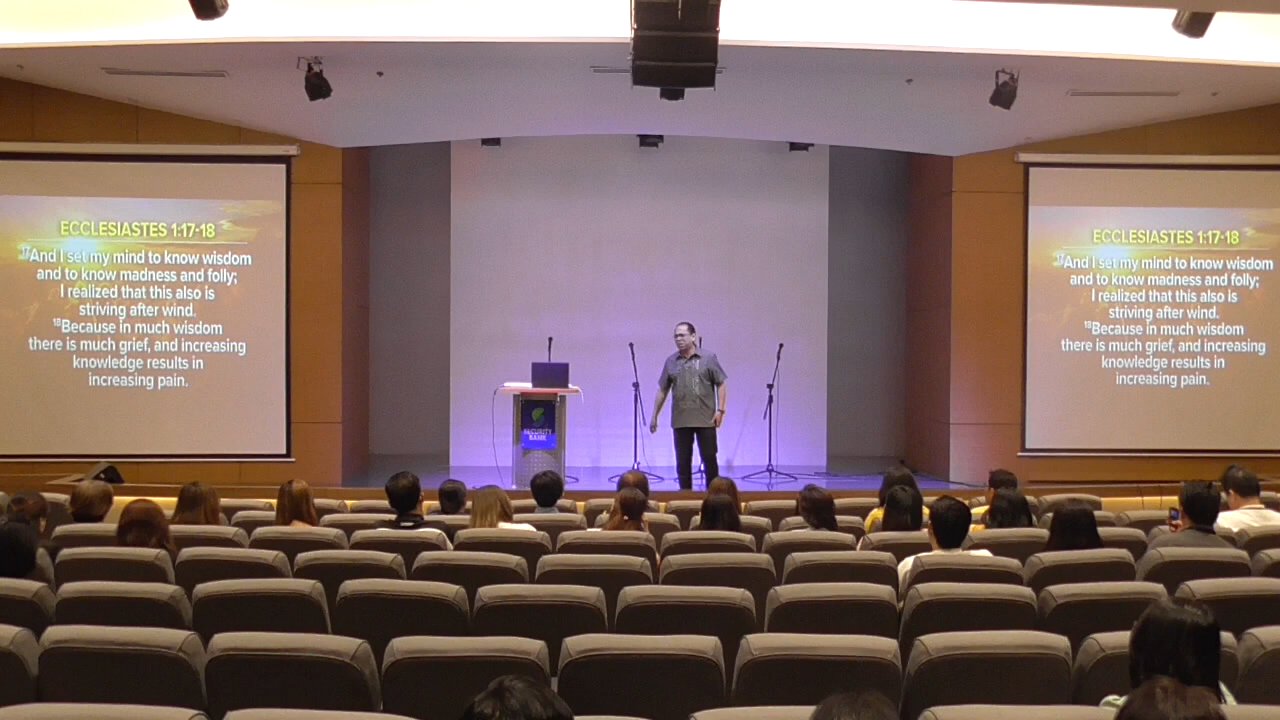 ECCLESIASTES 1:17-18
17And I set my mind to know wisdom
and to know madness and folly;
I realized that this also is
striving after wind.
18Because in much wisdom
there is much grief, and increasing
knowledge results in
increasing pain.
SECURITY
BANK
ECCLESIASTES 1:17-18
17And I set my mind to know wisdom
and to know madness and folly;
I realized that this also is
striving after wind.
18Because in much wisdom
there is much grief, and increasing
knowledge results in
increasing pain.